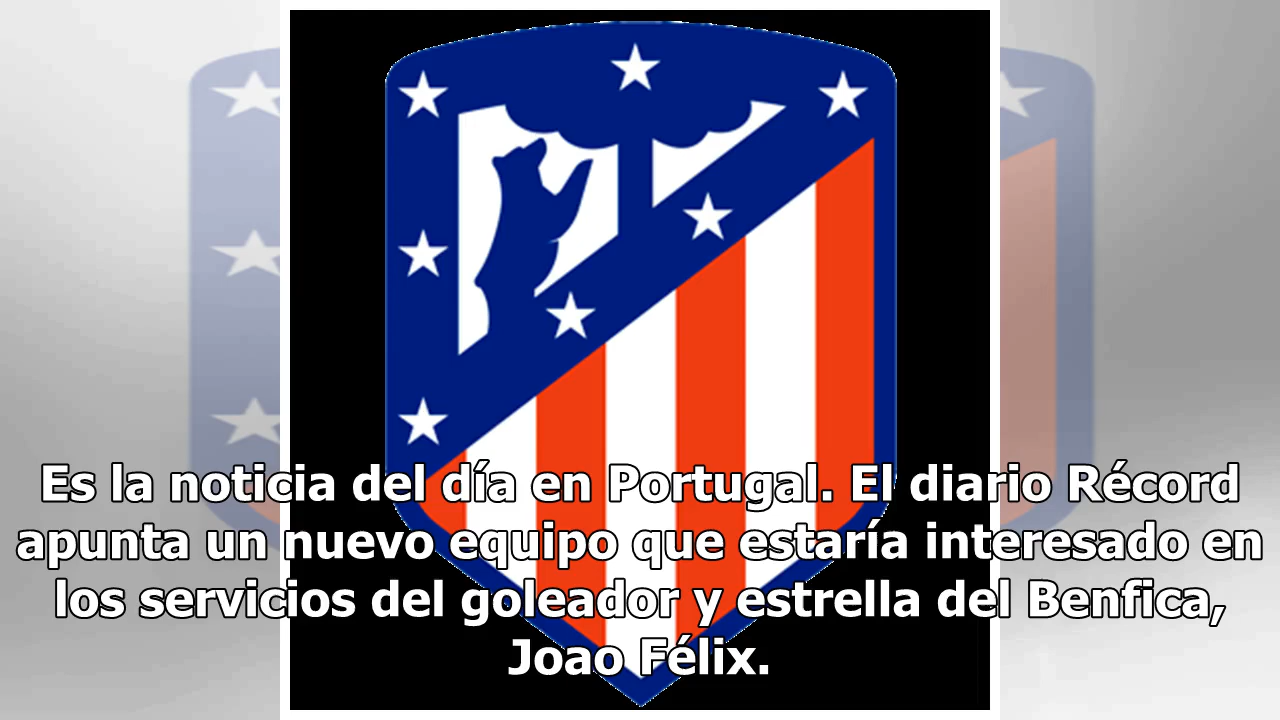 Es la noticia del día en Portugal. El diario Récord
apunta un nuevo equipo que estaría interesado en
los servicios del goleador y estrella del Benfica,
Joao Félix.